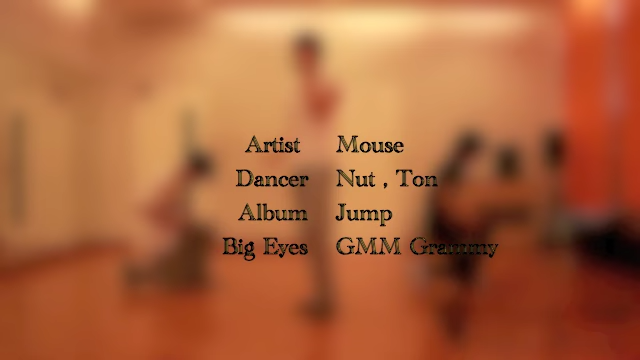 Artist Mouse
Dancer Nut , Ton
Album Jump
Big Eyes GMM Grammy